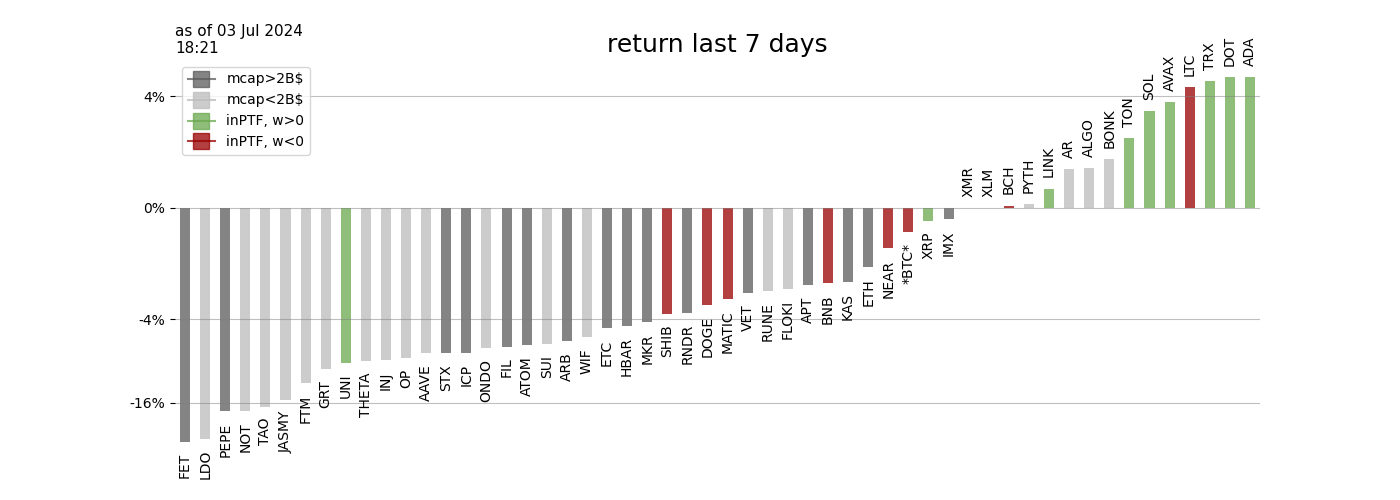 as of 03 Jul 2024
18:21
return last 7 days
mcap>2B$
mcap<2B$
inPTF, w>0
inPTF, w<0
4%
0%
-4%
-16%
FET
LDO
PEPE
NOT
TAO
JASMY
FTM
GRT
UNI
THETA
INJ
OP
AAVE
STX
ICP
ONDO
FIL
ATOM
SUI
ARB
WIF
ETC
HBAR
MKR
SHIB
RNDR
DOGE
MATIC
VET
RUNE
FLOKI
APT
BNB
KAS
ETH
NEAR
*BTC*
XRP
IMX
XMR
XLM
BCH
PYTH
LINK
AR
ALGO
BONK
TON
SOL
AVAX
LTC
TRX
DOT
ADA